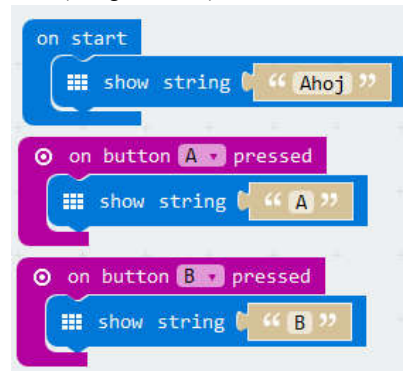 on start
show string “ Ahoj ”
on button A pressed
show string “ A ”
on button B pressed
show string “ B ”